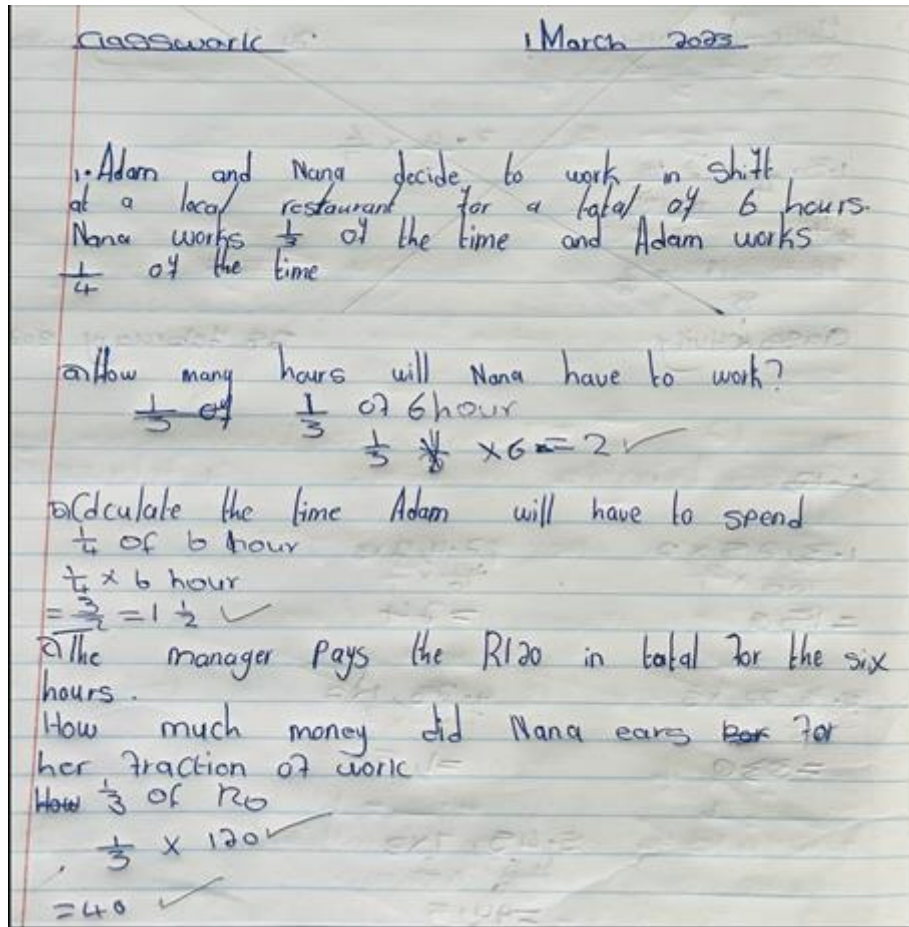 Classwork 1 March 2023
1. Adam and Nana decide to work in shift
at a local restaurant for a total of 6 hours.
Nana works 1/3 of the time and Adam works
1/4 of the time
a) How many hours will Nana have to work?
1/3 of 1/3 of 6 hour
1/3 × 6 = 2 ✓
b) Calculate the time Adam will have to spend
1/4 of 6 hour
1/4 × 6 hour
= 3/2 = 1 1/2 ✓
The manager Pays the R120 in total for the six
hours.
How much money did Nana ears for
her fraction of work
How 1/3 of
1/3 × 120 ✓
= 40 ✓